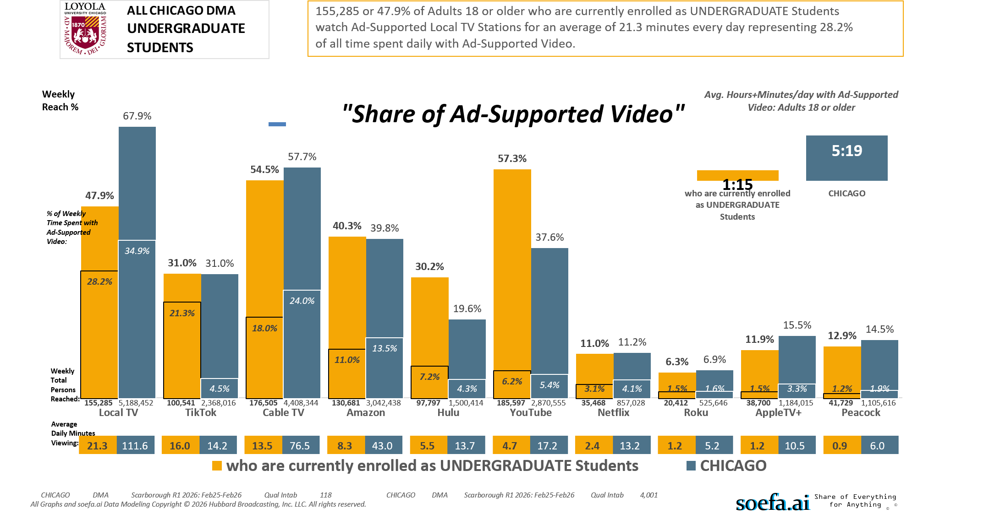 LOYOLA
UNIVERSITY CHICAGO
1870
AD • MAJOREM • DEI • GLORIAM
ALL CHICAGO DMA
UNDERGRADUATE
STUDENTS
155,285 or 47.9% of Adults 18 or older who are currently enrolled as UNDERGRADUATE Students
watch Ad-Supported Local TV Stations for an average of 21.3 minutes every day representing 28.2%
of all time spent daily with Ad-Supported Video.
Weekly
Reach %
"Share of Ad-Supported Video"
Avg. Hours+Minutes/day with Ad-Supported
Video: Adults 18 or older
1:15
5:19
who are currently enrolled
as UNDERGRADUATE
Students
CHICAGO
47.9% 67.9% 31.0% 31.0% 54.5% 57.7% 40.3% 39.8% 30.2% 19.6% 57.3% 37.6% 11.0% 11.2% 6.3% 6.9% 11.9% 15.5% 12.9% 14.5%
% of Weekly
Time Spent with
Ad-Supported
Video:
28.2% 34.9% 21.3% 4.5% 18.0% 24.0% 11.0% 13.5% 7.2% 4.3% 6.2% 5.4% 3.1% 4.1% 1.5% 1.6% 1.5% 3.3% 1.2% 1.9%
Weekly
Total
Persons
Reached:
155,285 5,188,452 100,541 2,368,016 176,505 4,408,344 130,681 3,042,438 97,797 1,500,414 185,597 2,870,555 35,468 857,028 20,412 525,646 38,700 1,184,015 41,729 1,105,616
Local TV TikTok Cable TV Amazon Hulu YouTube Netflix Roku AppleTV+ Peacock
Average
Daily Minutes
Viewing:
21.3 111.6 16.0 14.2 13.5 76.5 8.3 43.0 5.5 13.7 4.7 17.2 2.4 13.2 1.2 5.2 1.2 10.5 0.9 6.0
who are currently enrolled as UNDERGRADUATE Students CHICAGO
CHICAGO DMA Scarborough R1 2026: Feb25-Feb26 Qual Intab 118 CHICAGO DMA Scarborough R1 2026: Feb25-Feb26 Qual Intab 4,001
All Graphs and soefa.ai Data Modeling Copyright © 2026 Hubbard Broadcasting, Inc. LLC. All rights reserved.
soefa.ai
Share of Everything
for Anything © ©